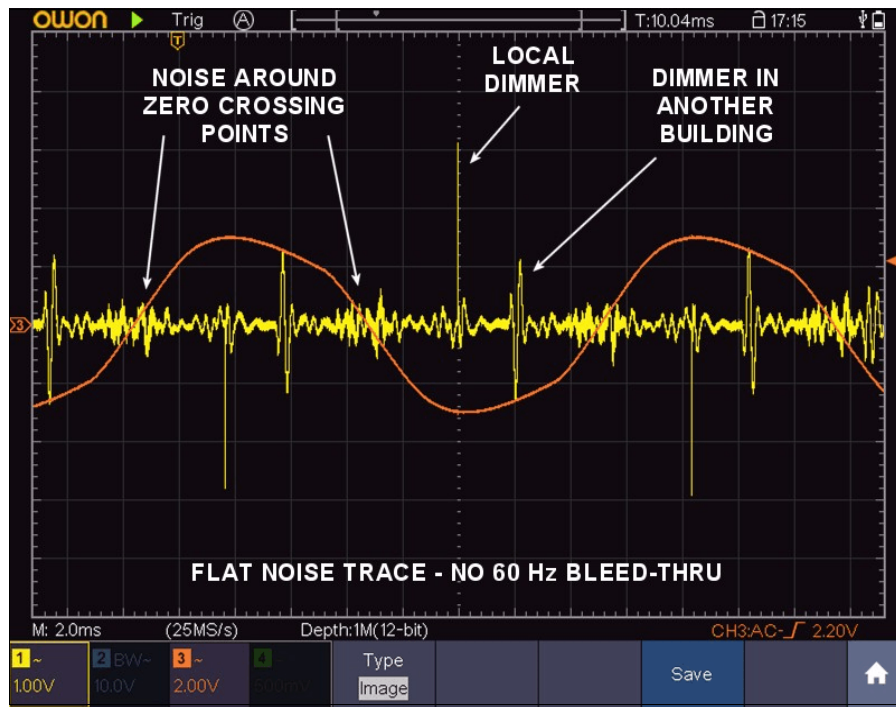 OWON Trig A T:10.04ms 17:15
T
NOISE AROUND
ZERO CROSSING
POINTS
LOCAL
DIMMER
DIMMER IN
ANOTHER
BUILDING
3
FLAT NOISE TRACE - NO 60 Hz BLEED-THRU
M: 2.0ms (25MS/s) Depth:1M(12-bit) CH3:AC- 2.20V
1 ~ 2 BW~ 3 ~ 4 ~
1.00V 10.0V 2.00V 500mV
Type
Image
Save